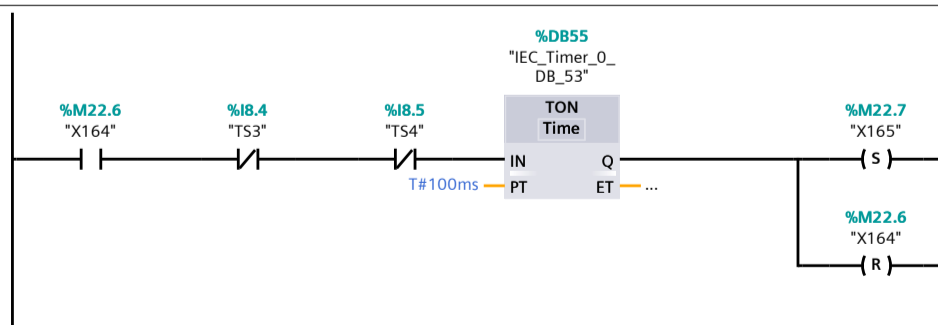 %DB55
"IEC_Timer_0_
DB_53"
%M22.6
"X164"
%I8.4
"TS3"
%I8.5
"TS4"
TON
Time
IN
Q
T#100ms
PT
ET
...
%M22.7
"X165"
S
%M22.6
"X164"
R